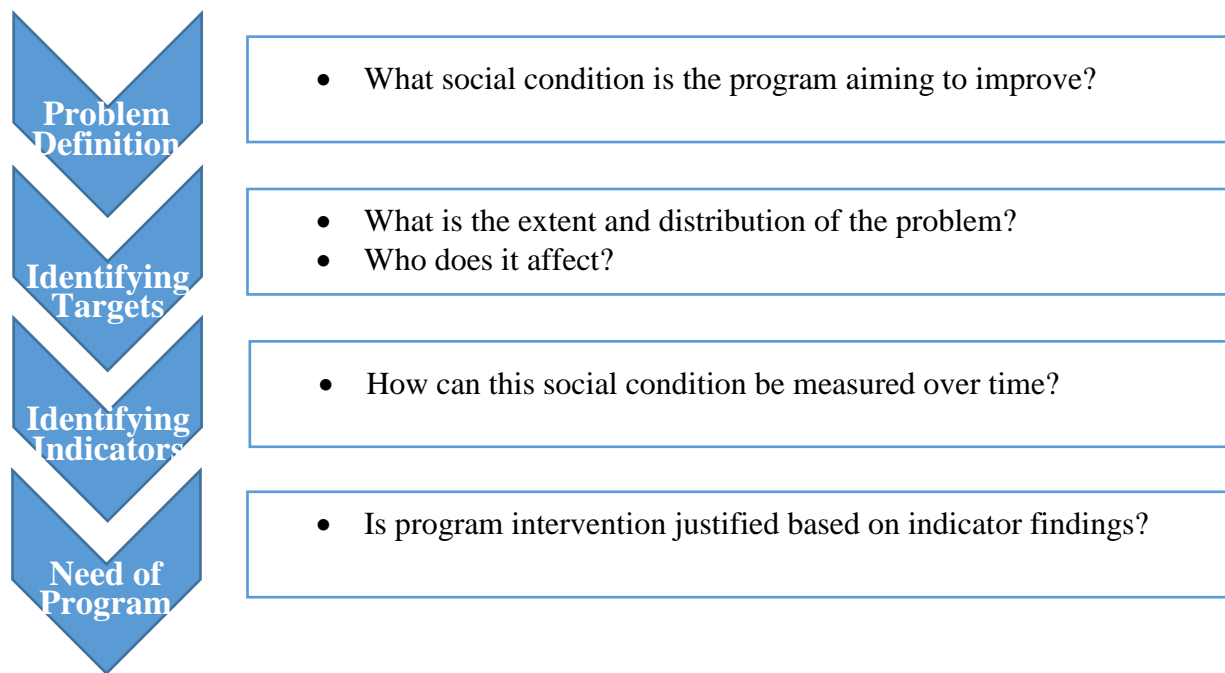 Problem
Definition
• What social condition is the program aiming to improve?
Identifying
Targets
• What is the extent and distribution of the problem?
• Who does it affect?
Identifying
Indicators
• How can this social condition be measured over time?
Need of
Program
• Is program intervention justified based on indicator findings?